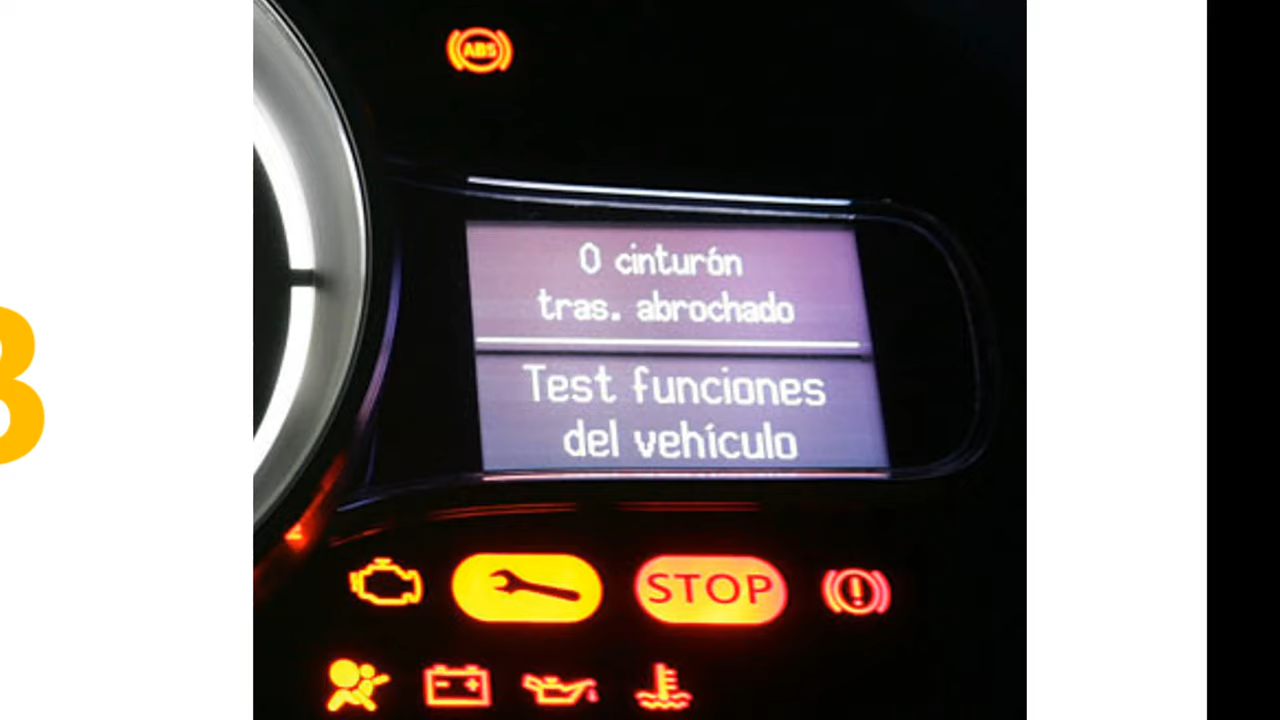 ABS
0 cinturón
tras. abrochado
Test funciones
del vehículo
STOP